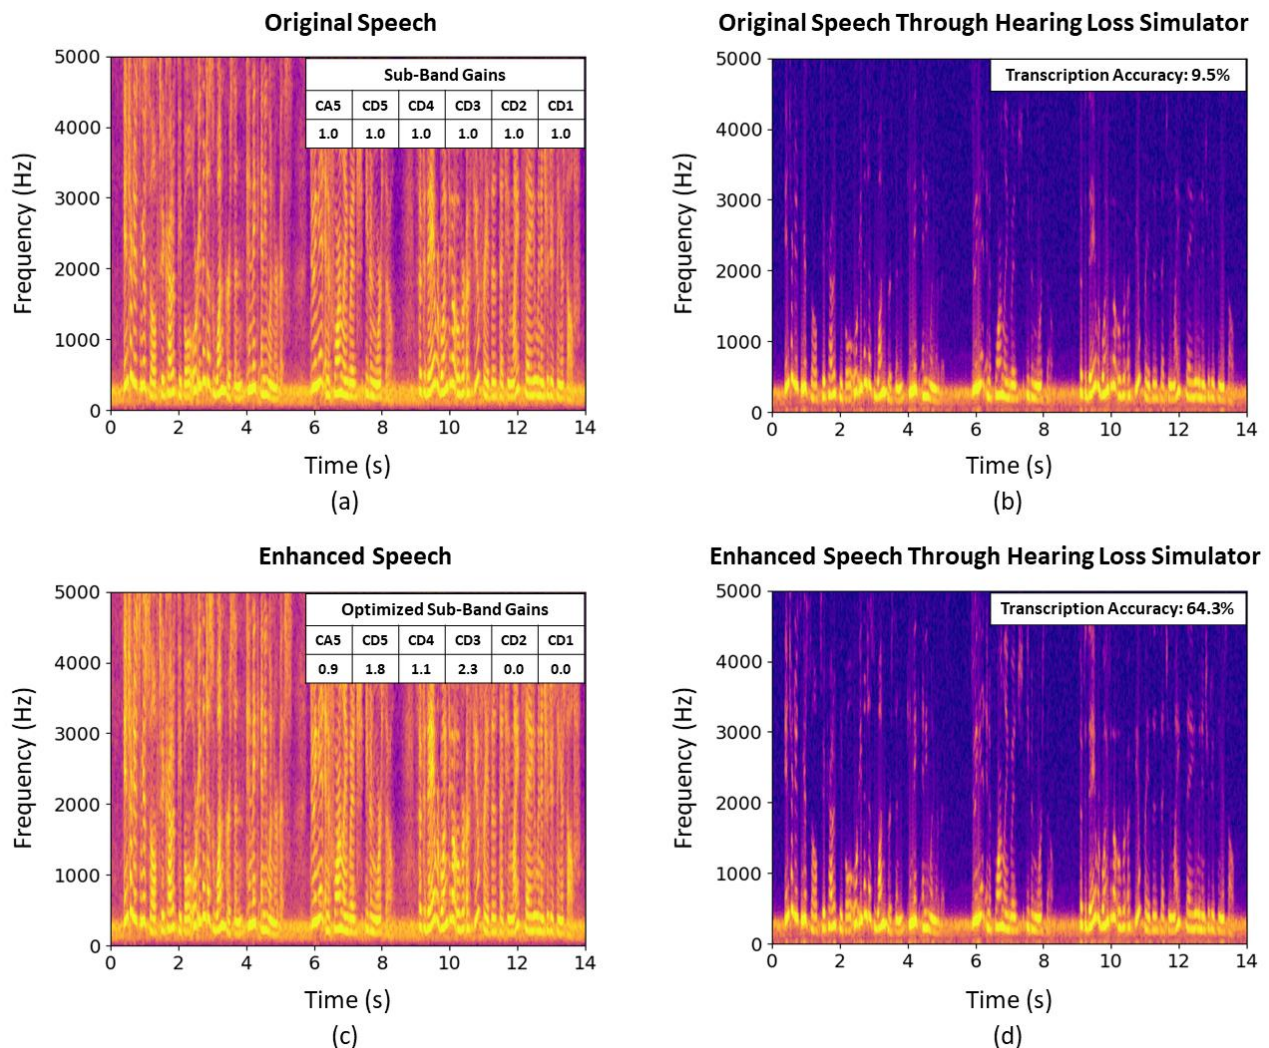 Original Speech
Original Speech Through Hearing Loss Simulator
Sub-Band Gains
CA5 CD5 CD4 CD3 CD2 CD1
1.0 1.0 1.0 1.0 1.0 1.0
5000
4000
3000
2000
1000
0
Frequency (Hz)
0 2 4 6 8 10 12 14
Time (s)
(a)
Transcription Accuracy: 9.5%
5000
4000
3000
2000
1000
0
Frequency (Hz)
0 2 4 6 8 10 12 14
Time (s)
(b)
Enhanced Speech
Enhanced Speech Through Hearing Loss Simulator
Optimized Sub-Band Gains
CA5 CD5 CD4 CD3 CD2 CD1
0.9 1.8 1.1 2.3 0.0 0.0
5000
4000
3000
2000
1000
0
Frequency (Hz)
0 2 4 6 8 10 12 14
Time (s)
(c)
Transcription Accuracy: 64.3%
5000
4000
3000
2000
1000
0
Frequency (Hz)
0 2 4 6 8 10 12 14
Time (s)
(d)